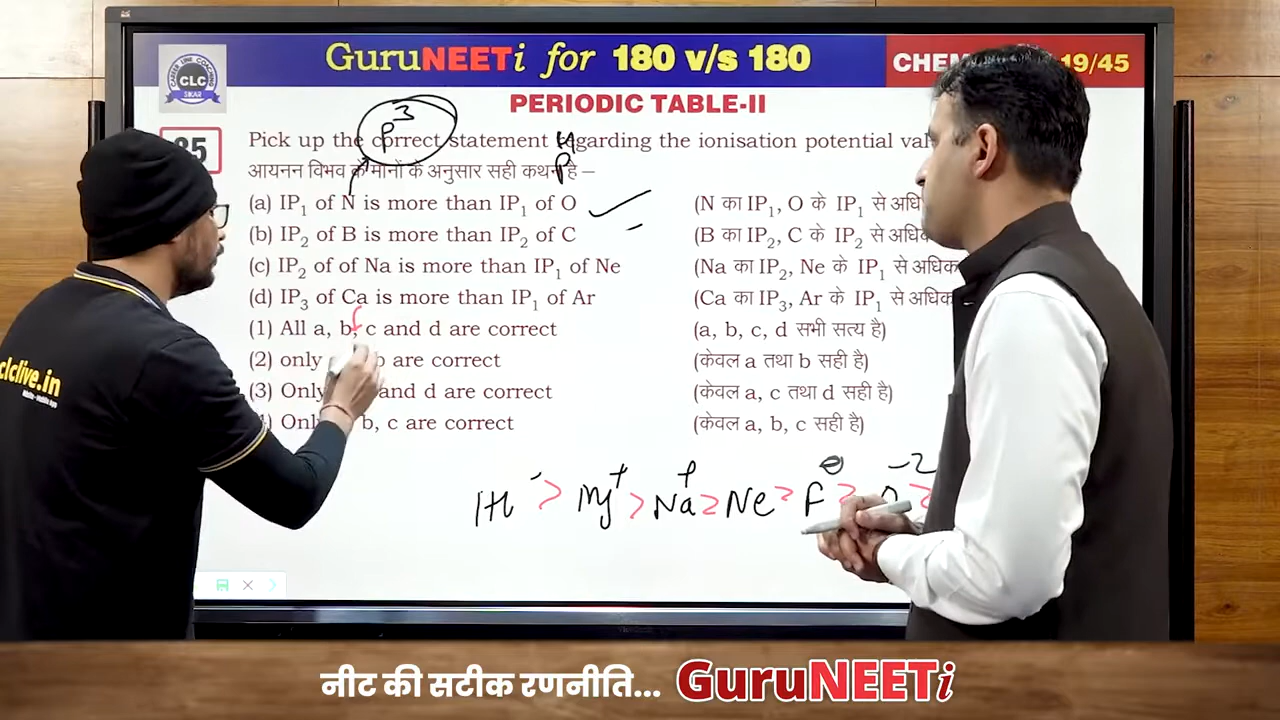 GuruNEETi for 180 v/s 180
19/45
CLC
SIKAR
PERIODIC TABLE-II
p³
Pick up the correct statement regarding the ionisation potential
आयनन विभव के मानों के अनुसार सही कथन है –
(a) IP₁ of N is more than IP₁ of O (N का IP₁, O के IP₁ से
(b) IP₂ of B is more than IP₂ of C (B का IP₂, C के IP₂ से
(c) IP₂ of of Na is more than IP₁ of Ne (Na का IP₂, Ne के IP₁ से अधिक
(d) IP₃ of Ca is more than IP₁ of Ar (Ca का IP₃, Ar के IP₁ से अधिक
(1) All a, b, c and d are correct (a, b, c, d सभी सत्य है)
(2) only b are correct (केवल a तथा b सही है)
(3) Only and d are correct (केवल a, c तथा d सही है)
b, c are correct (केवल a, b, c सही है)
> Mg⁺ > Na⁺ > Ne > F
clclive.in
नीट की सटीक रणनीति... GuruNEETi